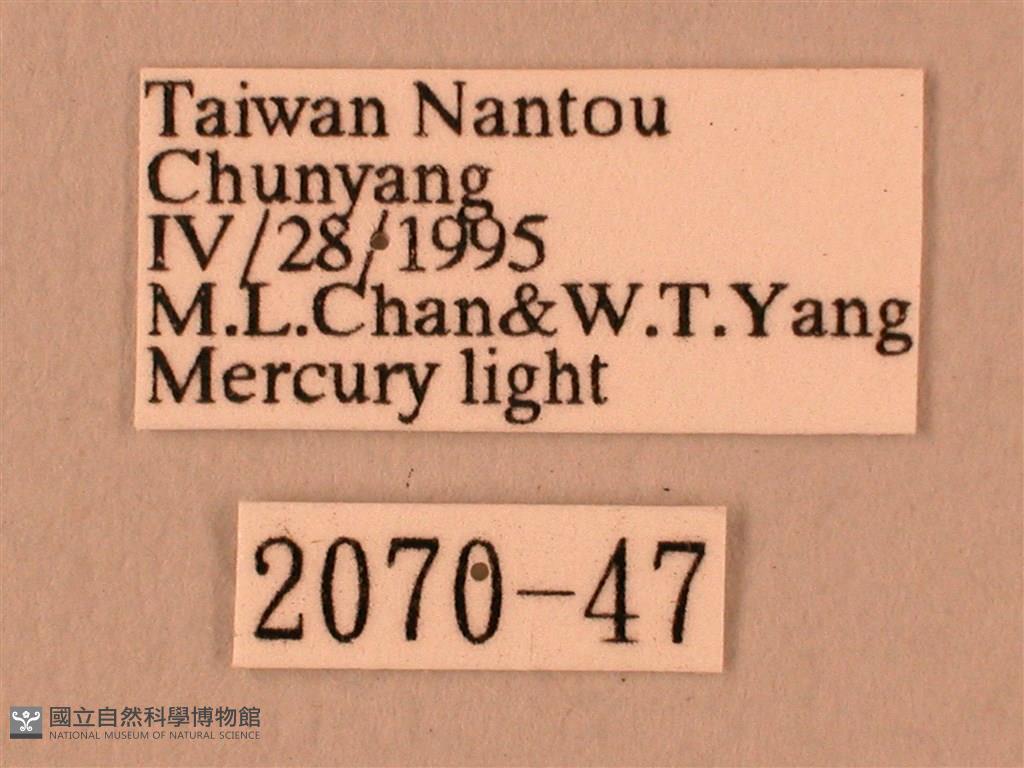 Taiwan Nantou
Chunyang
IV/28/1995
M.L.Chan&W.T.Yang
Mercury light
2070-47
國立自然科學博物館
NATIONAL MUSEUM OF NATURAL SCIENCE